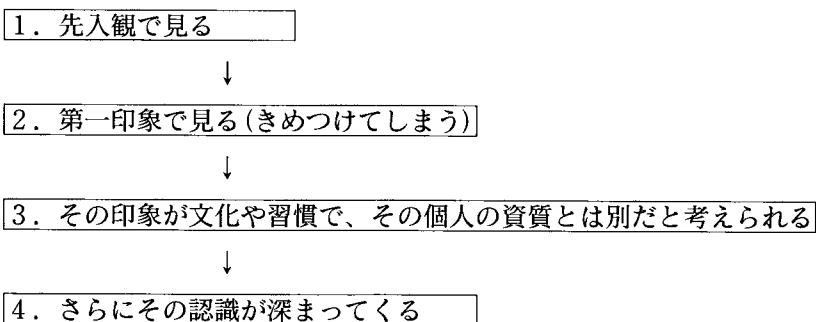 1．先入観で見る
↓
2．第一印象で見る(きめつけてしまう)
↓
3．その印象が文化や習慣で、その個人の資質とは別だと考えられる
↓
4．さらにその認識が深まってくる